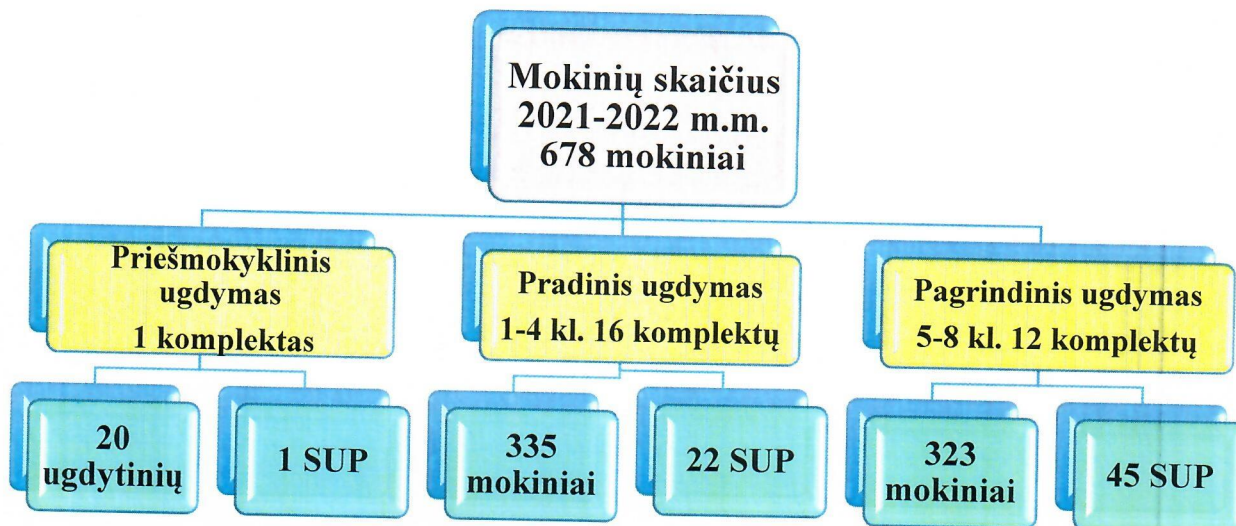 Mokinių skaičius
2021-2022 m.m.
678 mokiniai
Priešmokyklinis
ugdymas
1 komplektas
Pradinis ugdymas
1-4 kl. 16 komplektų
Pagrindinis ugdymas
5-8 kl. 12 komplektų
20
ugdytinių
1 SUP
335
mokiniai
22 SUP
323
mokiniai
45 SUP